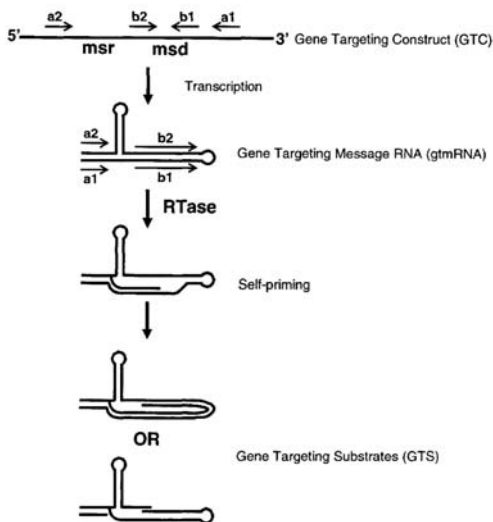 a2 b2 b1 a1
5' 3' Gene Targeting Construct (GTC)
msr msd
Transcription
a2 b2
Gene Targeting Message RNA (gtmRNA)
a1 b1
RTase
Self-priming
OR
Gene Targeting Substrates (GTS)